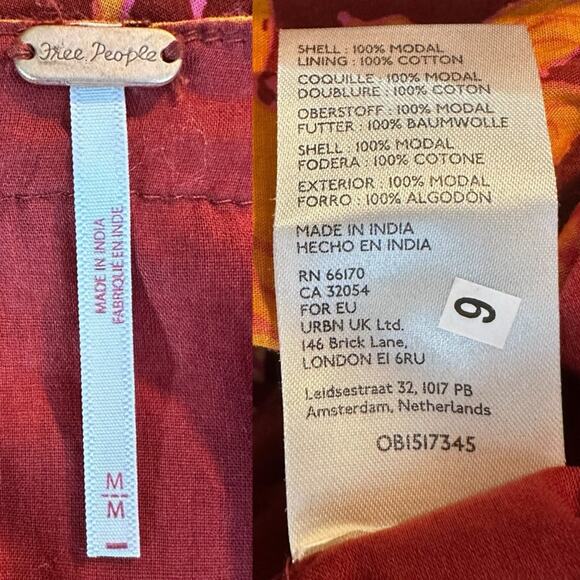 Free People
MADE IN INDIA
FABRIQUE EN INDE
M
M
SHELL : 100% MODAL
LINING : 100% COTTON
COQUILLE : 100% MODAL
DOUBLURE : 100% COTON
OBERSTOFF : 100% MODAL
FUTTER : 100% BAUMWOLLE
SHELL : 100% MODAL
FODERA : 100% COTONE
EXTERIOR : 100% MODAL
FORRO : 100% ALGODÓN
MADE IN INDIA
HECHO EN INDIA
RN 66170
CA 32054
FOR EU
URBN UK Ltd.
146 Brick Lane,
LONDON E1 6RU
Leidsestraat 32, 1017 PB
Amsterdam, Netherlands
OB1517345